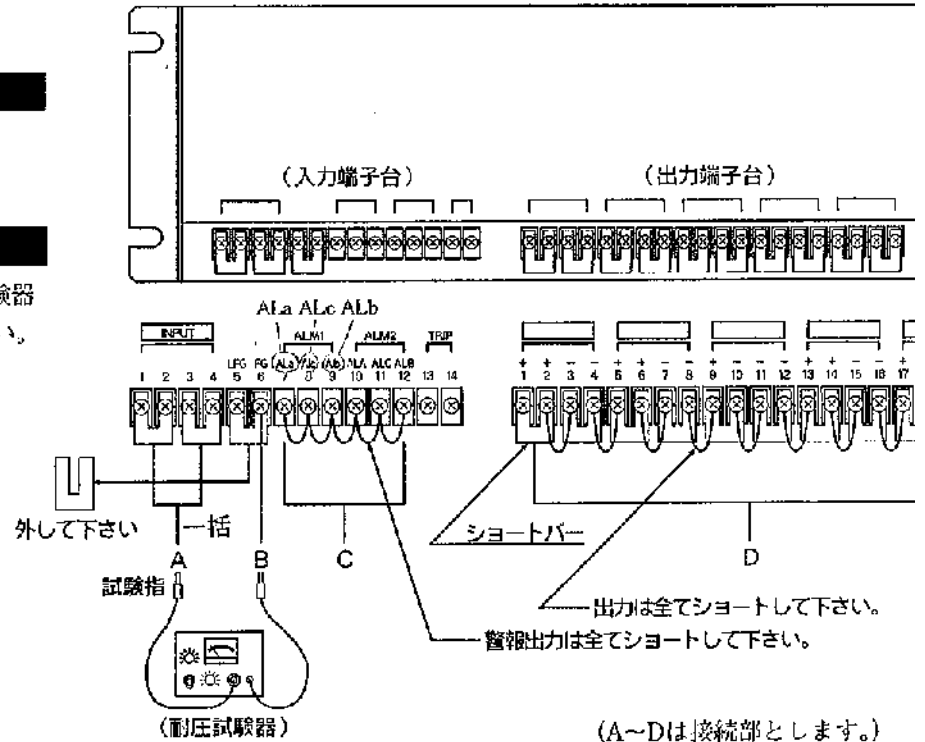 (入力端子台)
(出力端子台)
験器
い。
ALa ALc ALb
INPUT
ALM1 ALM2 TRIP
LFG FG (ALa) (Alc) (Alb) ALA ALC ALB
1 2 3 4 5 6 7 8 9 10 11 12 13 14
+ + - - + + - - + + - - + + - - +
1 2 3 4 5 6 7 8 9 10 11 12 13 14 15 16 17
外して下さい
一括
ショートバー
A B C D
試験指
出力は全てショートして下さい。
警報出力は全てショートして下さい。
(耐圧試験器)
(A～Dは接続部とします。)